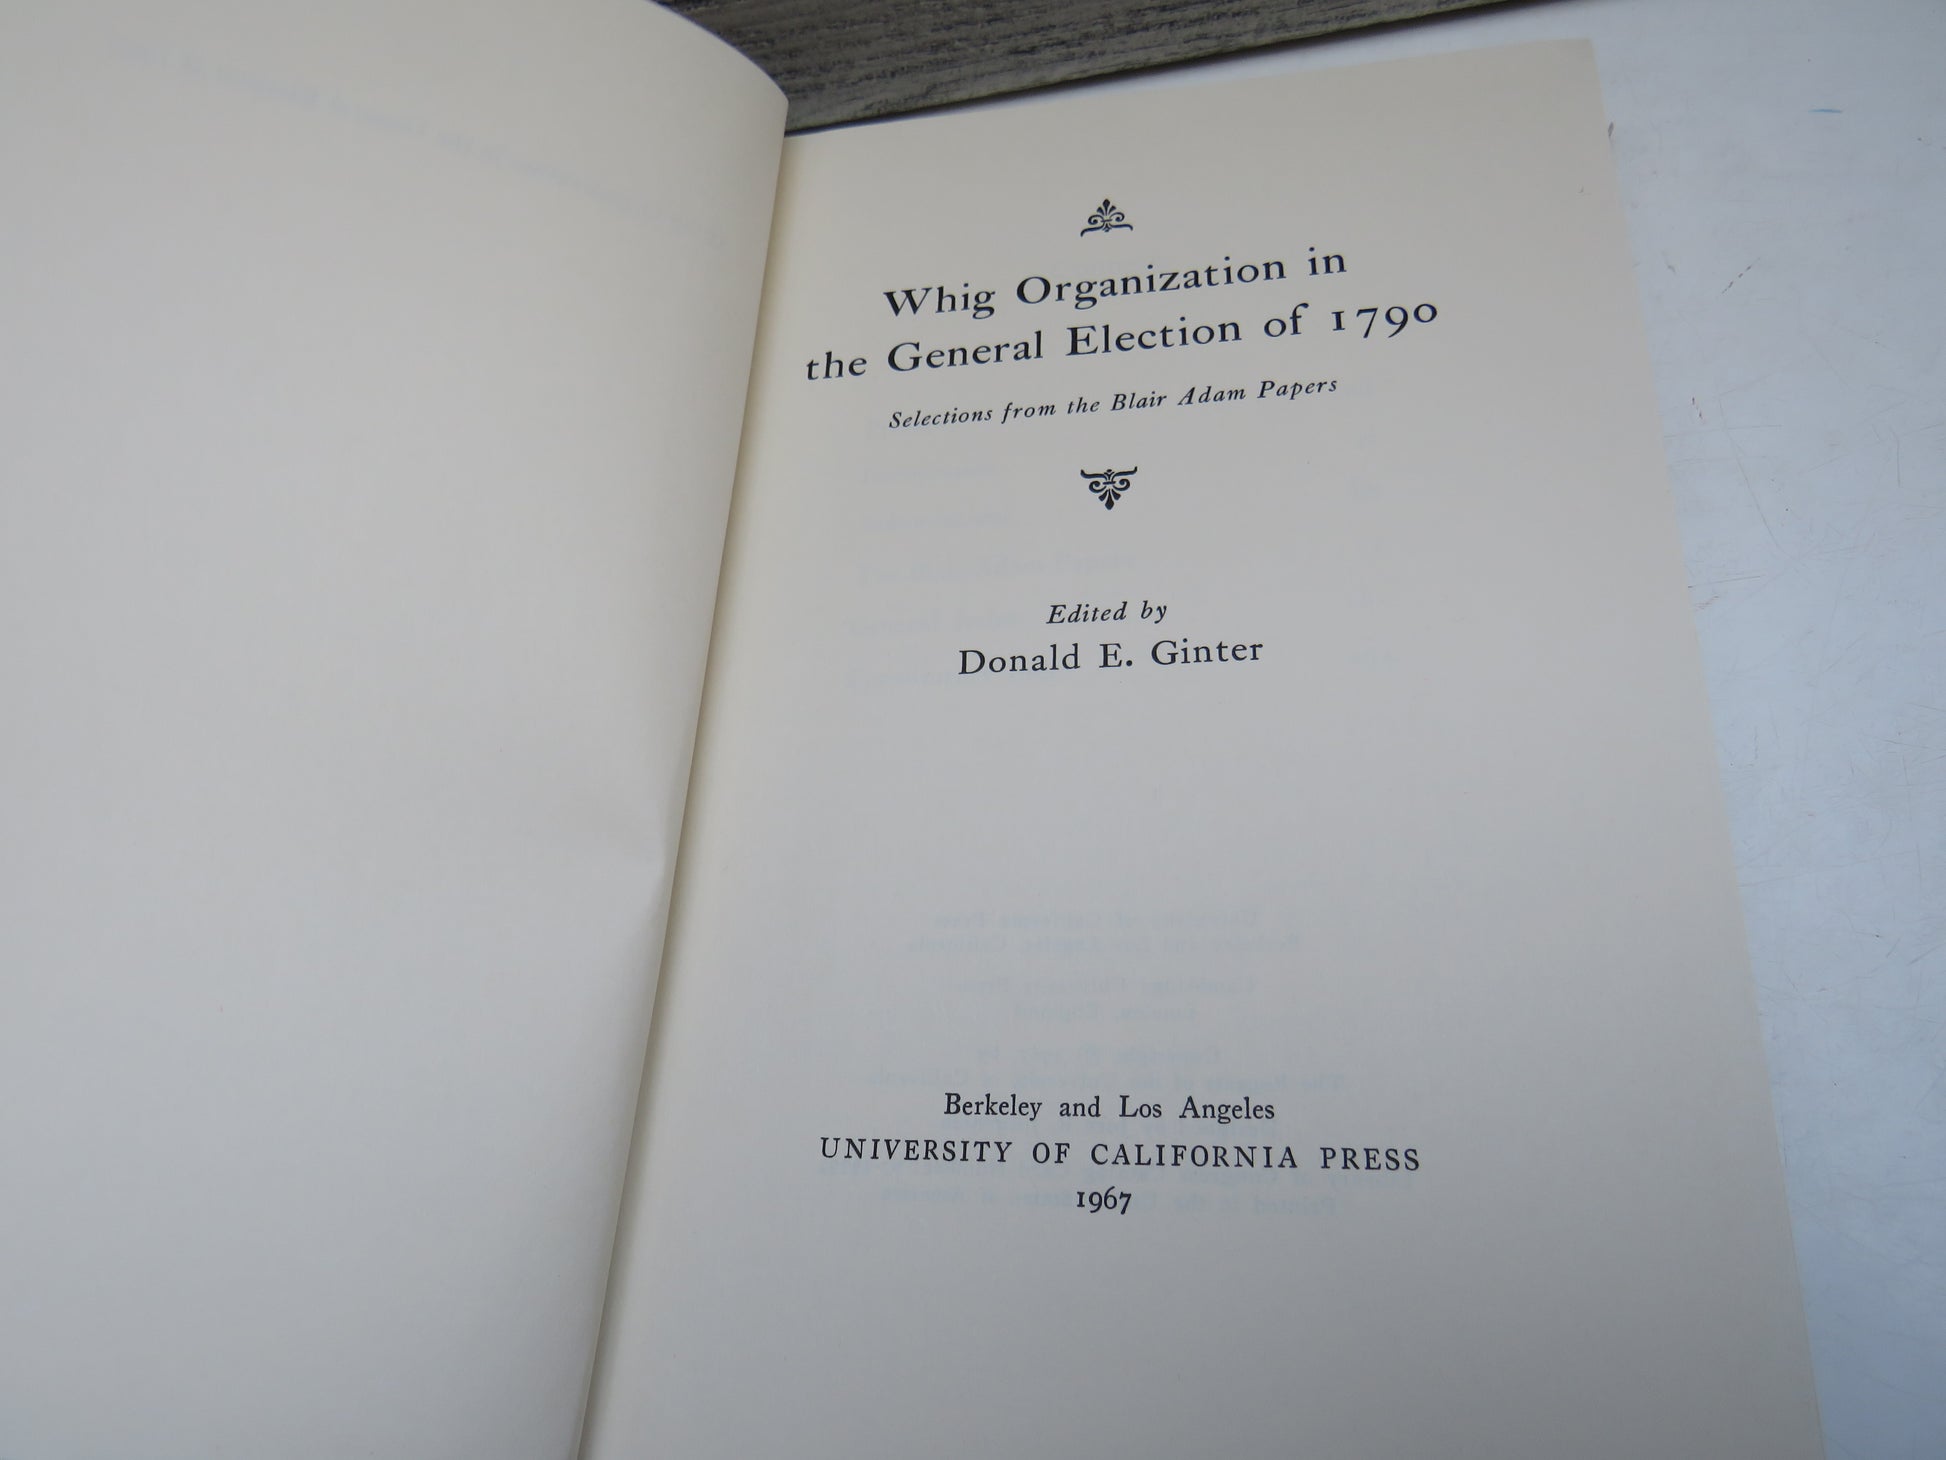 Whig Organization in
the General Election of 1790
Selections from the Blair Adam Papers
Edited by
Donald E. Ginter
Berkeley and Los Angeles
UNIVERSITY OF CALIFORNIA PRESS
1967